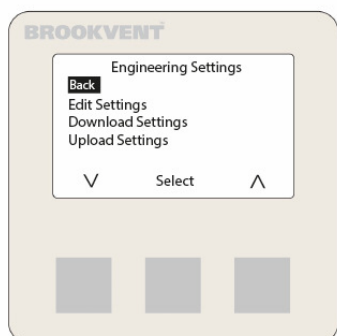 BROOKVENT
Engineering Settings
Back
Edit Settings
Download Settings
Upload Settings
Select